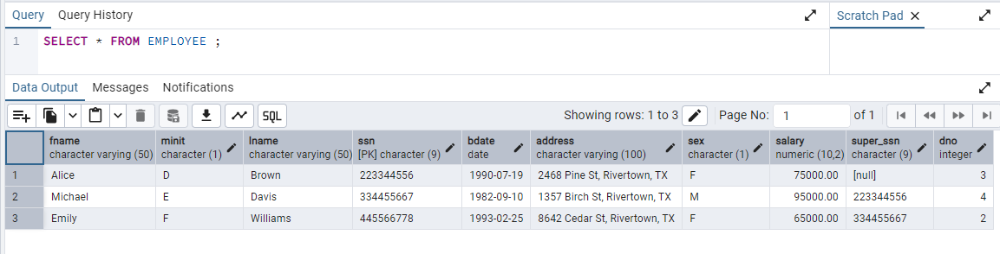 Query Query History Scratch Pad
1 SELECT * FROM EMPLOYEE ;
Data Output Messages Notifications
SQL Showing rows: 1 to 3 Page No: 1 of 1
fname minit lname ssn bdate address sex salary super_ssn dno
character varying (50) character (1) character varying (50) [PK] character (9) date character varying (100) character (1) numeric (10,2) character (9) integer
1 Alice D Brown 223344556 1990-07-19 2468 Pine St, Rivertown, TX F 75000.00 [null] 3
2 Michael E Davis 334455667 1982-09-10 1357 Birch St, Rivertown, TX M 95000.00 223344556 4
3 Emily F Williams 445566778 1993-02-25 8642 Cedar St, Rivertown, TX F 65000.00 334455667 2